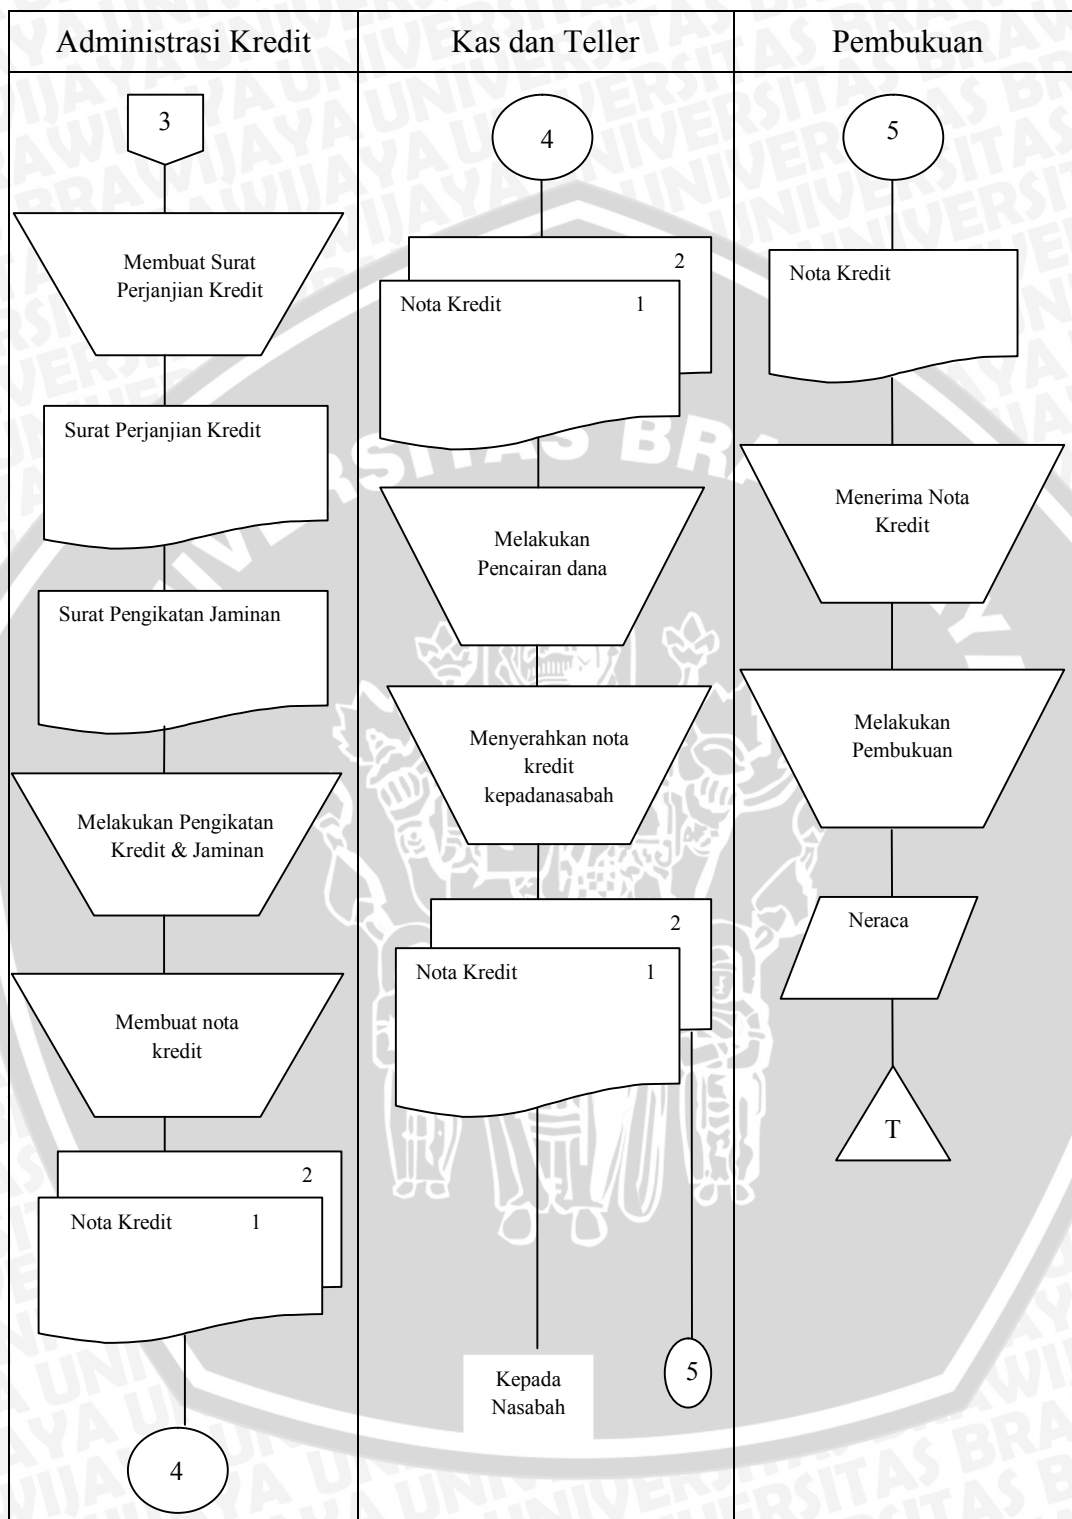 Administrasi Kredit
Kas dan Teller
Pembukuan
3
Membuat Surat
Perjanjian Kredit
Surat Perjanjian Kredit
Surat Pengikatan Jaminan
Melakukan Pengikatan
Kredit & Jaminan
Membuat nota
kredit
2
Nota Kredit 1
4
4
2
Nota Kredit 1
Melakukan
Pencairan dana
Menyerahkan nota
kredit
kepadanasabah
2
Nota Kredit 1
Kepada
Nasabah
5
5
Nota Kredit
Menerima Nota
Kredit
Melakukan
Pembukuan
Neraca
T